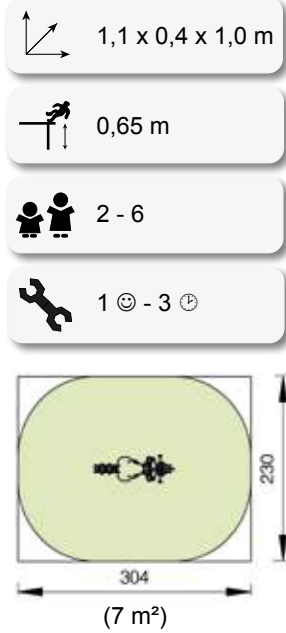 1,1 x 0,4 x 1,0 m
0,65 m
2 - 6
1 ☺ - 3 🕑
230
304
(7 m²)